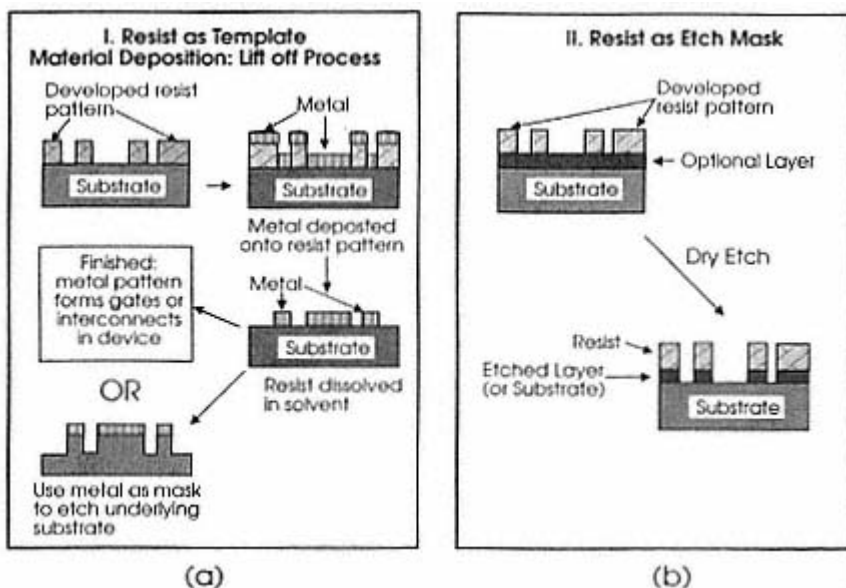 I. Resist as Template
Material Deposition: Lift off Process
Developed resist
pattern
Metal
Substrate
Substrate
Metal deposted
onto resist pattern
Finished:
metal pattern
forms gates or
interconnects
in device
Metal
Substrate
OR
Resist dissolved
in solvent
Use metal as mask
to etch underlying
substrate
(a)
II. Resist as Etch Mask
Developed
resist pattern
Optional Layer
Substrate
Dry Etch
Resist
Etched Layer
(or Substrate)
Substrate
(b)